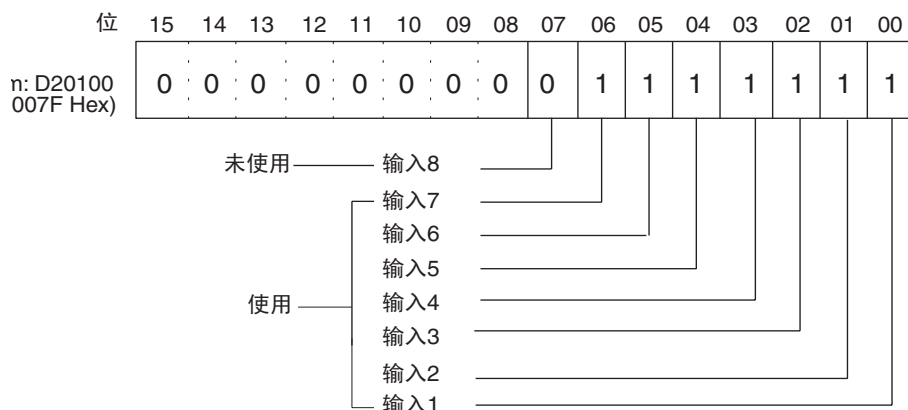 位 15 14 13 12 11 10 09 08 07 06 05 04 03 02 01 00
n: D20100 0 0 0 0 0 0 0 0 0 1 1 1 1 1 1 1
007F Hex)
未使用 输入8
输入7
输入6
输入5
使用 输入4
输入3
输入2
输入1